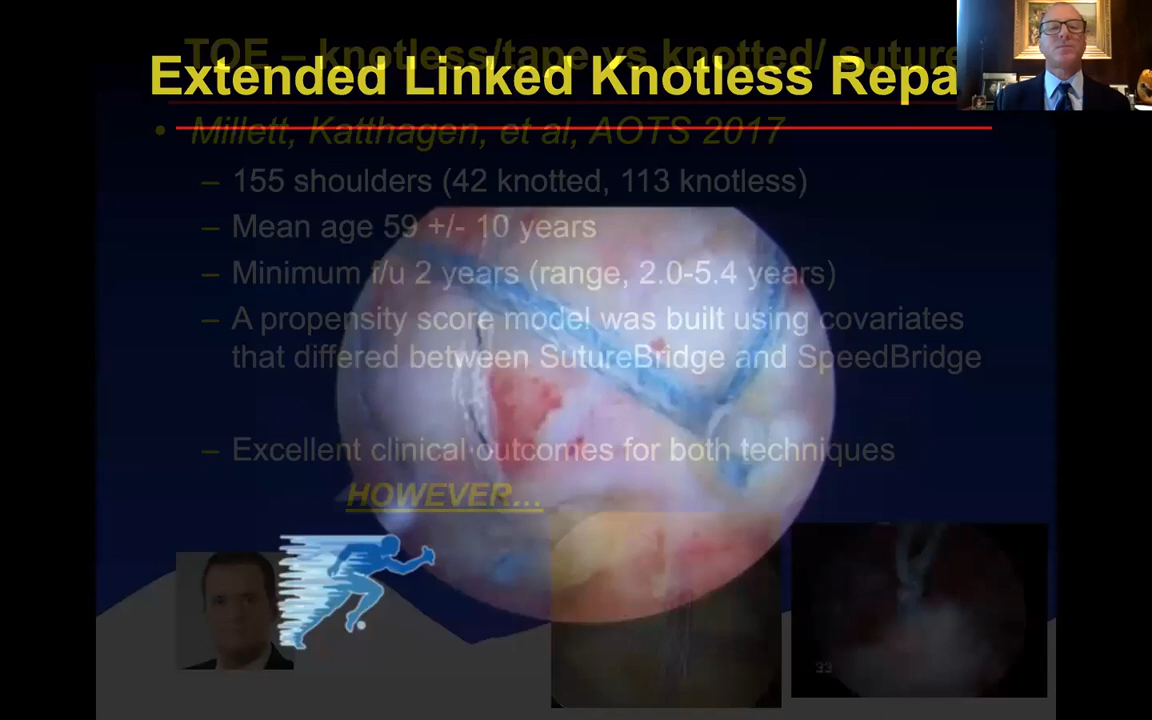 TOE – knotless/tape vs knotted/ suture
Extended Linked Knotless Repa
• Millett, Katthagen, et al, AOTS 2017
– 155 shoulders (42 knotted, 113 knotless)
– Mean age 59 +/- 10 years
– Minimum f/u 2 years (range, 2.0-5.4 years)
– A propensity score model was built using covariates
that differed between SutureBridge and SpeedBridge
– Excellent clinical outcomes for both techniques
HOWEVER...
33